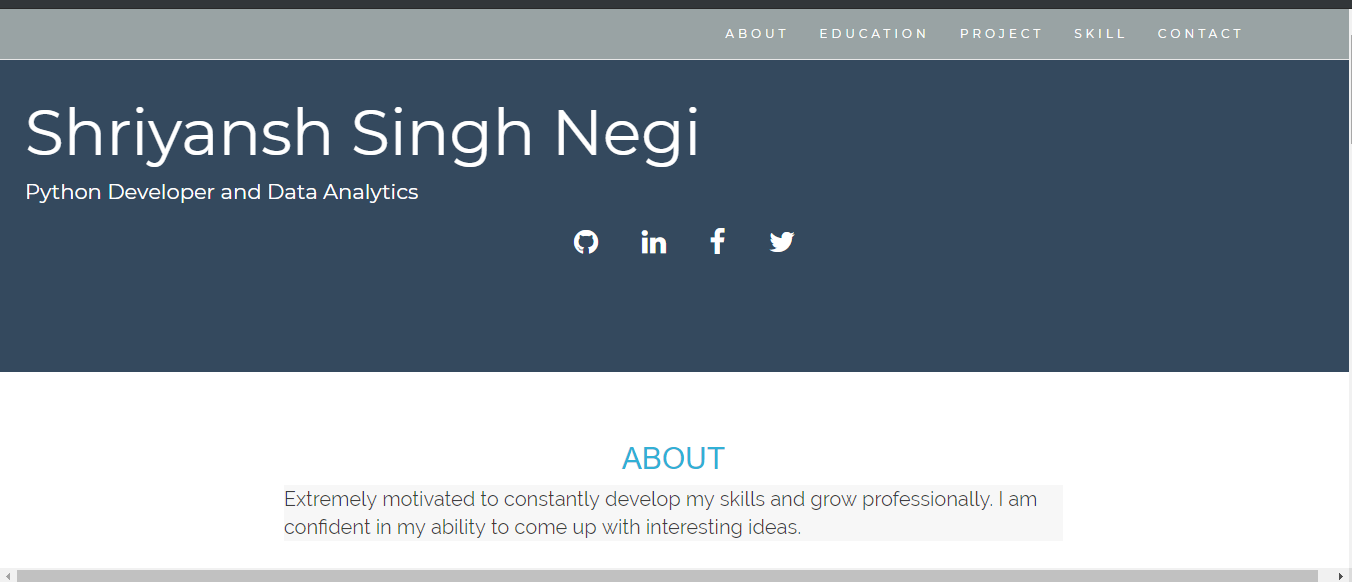 ABOUT EDUCATION PROJECT SKILL CONTACT
Shriyansh Singh Negi
Python Developer and Data Analytics
ABOUT
Extremely motivated to constantly develop my skills and grow professionally. I am
confident in my ability to come up with interesting ideas.